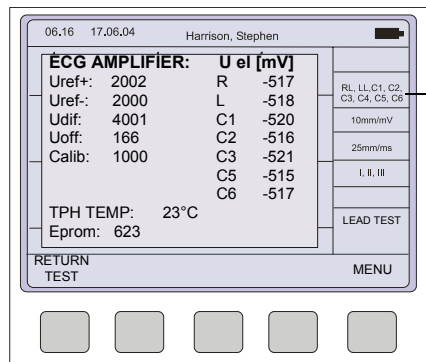 06.16 17.06.04 Harrison, Stephen
ECG AMPLIFIER: U el [mV]
Uref+: 2002 R -517
Uref-: 2000 L -518
Udif: 4001 C1 -520
Uoff: 166 C2 -516
Calib: 1000 C3 -521
C5 -515
C6 -517
TPH TEMP: 23°C
Eprom: 623
RL, LL,C1, C2,
C3, C4, C5, C6
10mm/mV
25mm/ms
I, II, III
LEAD TEST
RETURN
TEST
MENU